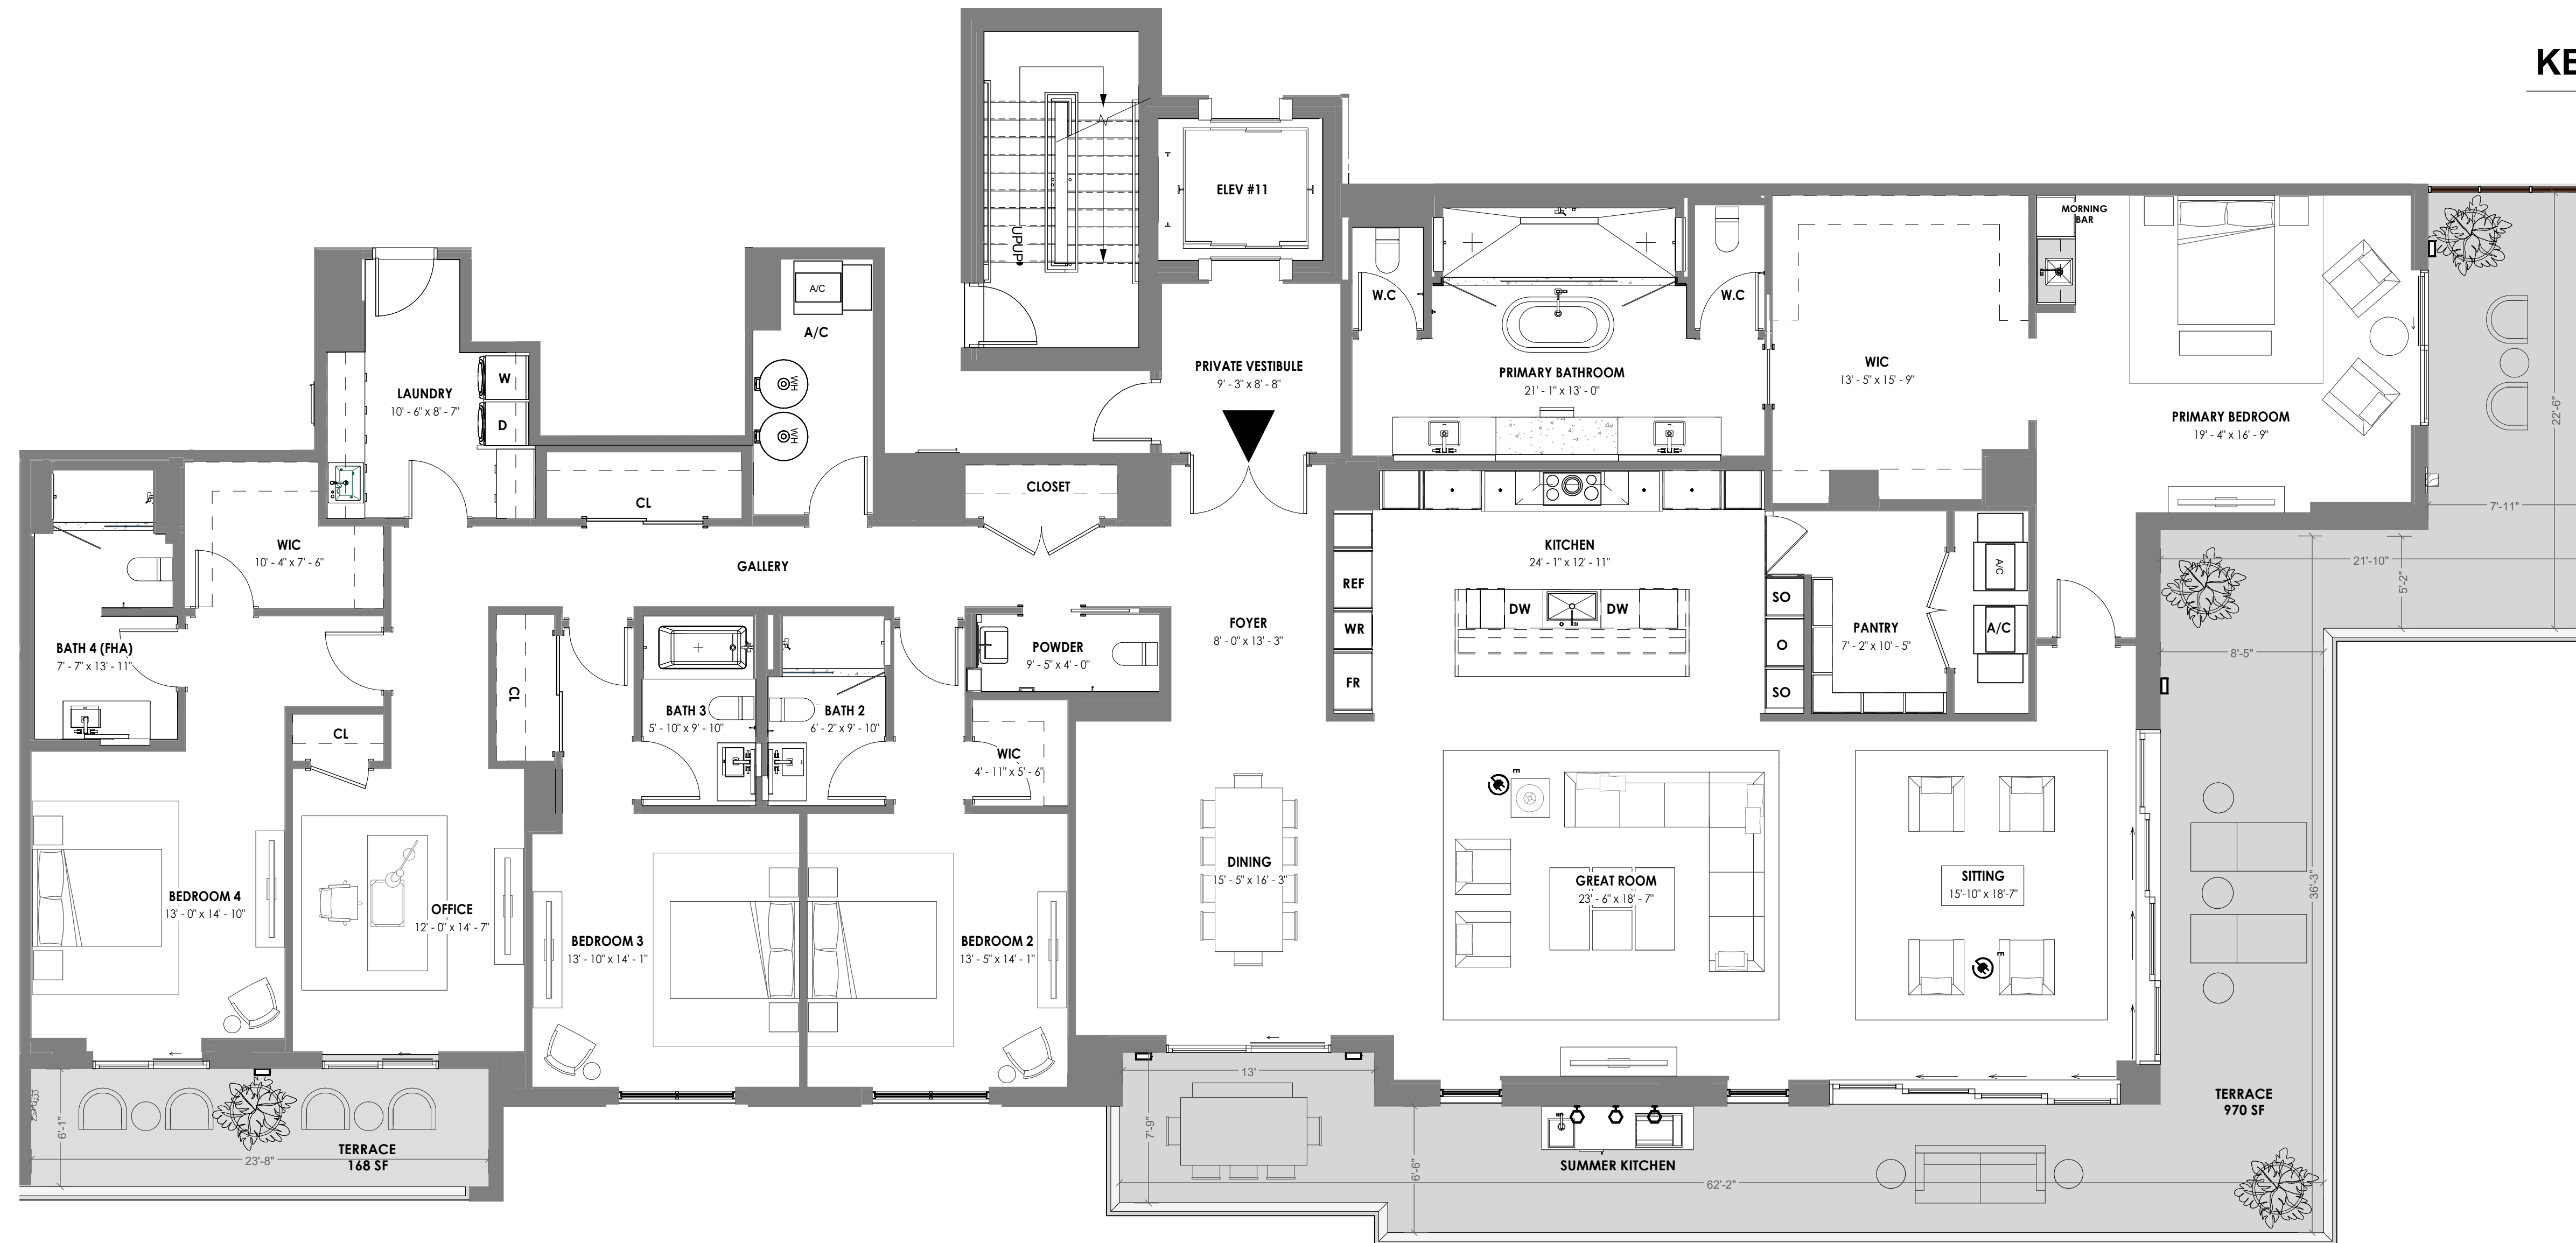 KE
ELEV #11
MORNING
BAR
A/C
A/C
W.C
W.C
UPUP
PRIVATE VESTIBULE
9' - 3" x 8' - 8"
PRIMARY BATHROOM
21' - 1" x 13' - 0"
WIC
13' - 5" x 15' - 9"
PRIMARY BEDROOM
19' - 4" x 16' - 9"
22'-6"
7'-11"
LAUNDRY
10' - 6" x 8' - 7"
W
D
WH
WH
CL
CLOSET
WIC
10' - 4" x 7' - 6"
GALLERY
KITCHEN
24' - 1" x 12' - 11"
REF
WR
FR
DW
DW
SO
O
SO
A/C
A/C
PANTRY
7' - 2" x 10' - 5"
21'-10"
5'-2"
8'-5"
FOYER
8' - 0" x 13' - 3"
POWDER
9' - 5" x 4' - 0"
BATH 4 (FHA)
7' - 7" x 13' - 11"
CL
CL
BATH 3
5' - 10" x 9' - 10"
BATH 2
6' - 2" x 9' - 10"
WIC
4' - 11" x 5' - 6"
E
DINING
15' - 5" x 16' - 3"
GREAT ROOM
23' - 6" x 18' - 7"
SITTING
15'-10" x 18'-7"
E
36'-3"
BEDROOM 4
13' - 0" x 14' - 10"
OFFICE
12' - 0" x 14' - 7"
BEDROOM 3
13' - 10" x 14' - 1"
BEDROOM 2
13' - 5" x 14' - 1"
13'
7'-9"
6'-6"
62'-2"
SUMMER KITCHEN
TERRACE
970 SF
6'-1"
23'-8"
TERRACE
168 SF